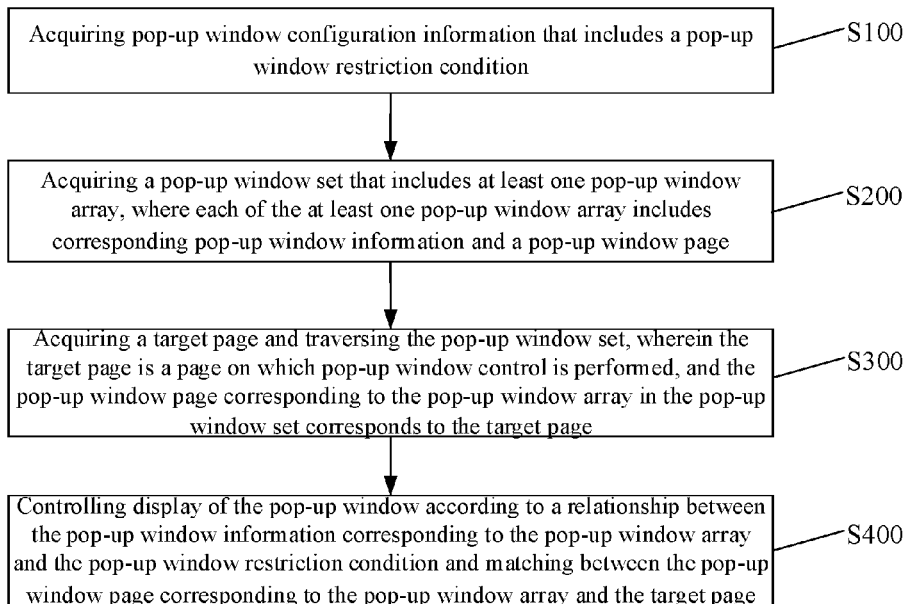 Acquiring pop-up window configuration information that includes a pop-up
window restriction condition
S100
Acquiring a pop-up window set that includes at least one pop-up window
array, where each of the at least one pop-up window array includes
corresponding pop-up window information and a pop-up window page
S200
Acquiring a target page and traversing the pop-up window set, wherein the
target page is a page on which pop-up window control is performed, and the
pop-up window page corresponding to the pop-up window array in the pop-up
window set corresponds to the target page
S300
Controlling display of the pop-up window according to a relationship between
the pop-up window information corresponding to the pop-up window array
and the pop-up window restriction condition and matching between the pop-up
window page corresponding to the pop-up window array and the target page
S400